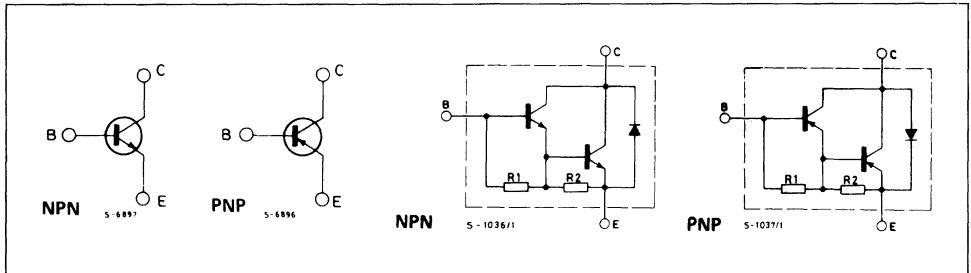 C
B
E
NPN S-6897
C
B
E
PNP S-6896
C
B
R1 R2
E
NPN S-1036/1
C
B
R1 R2
E
PNP S-1037/1